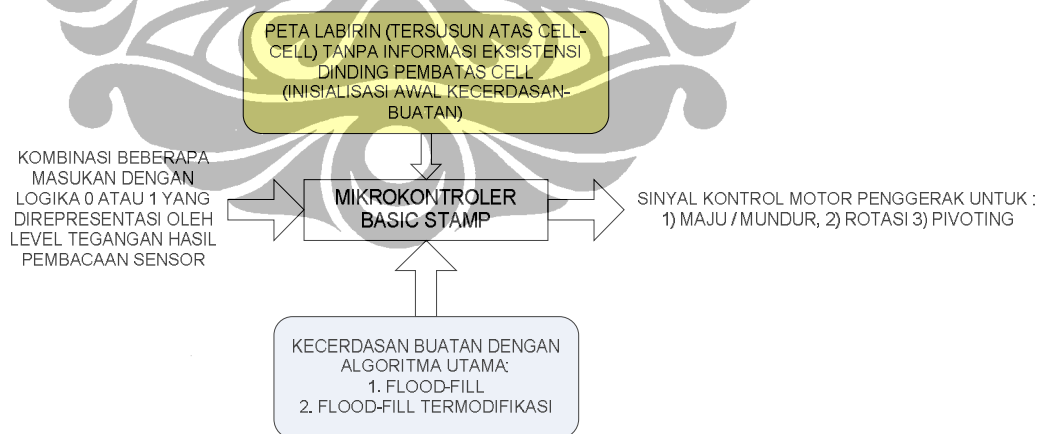 PETA LABIRIN (TERSUSUN ATAS CELL-
CELL) TANPA INFORMASI EKSISTENSI
DINDING PEMBATAS CELL
(INISIALISASI AWAL KECERDASAN-
BUATAN)
KOMBINASI BEBERAPA
MASUKAN DENGAN
LOGIKA 0 ATAU 1 YANG
DIREPRESENTASI OLEH
LEVEL TEGANGAN HASIL
PEMBACAAN SENSOR
MIKROKONTROLER
BASIC STAMP
SINYAL KONTROL MOTOR PENGGERAK UNTUK :
1) MAJU / MUNDUR, 2) ROTASI 3) PIVOTING
KECERDASAN BUATAN DENGAN
ALGORITMA UTAMA:
1. FLOOD-FILL
2. FLOOD-FILL TERMODIFIKASI